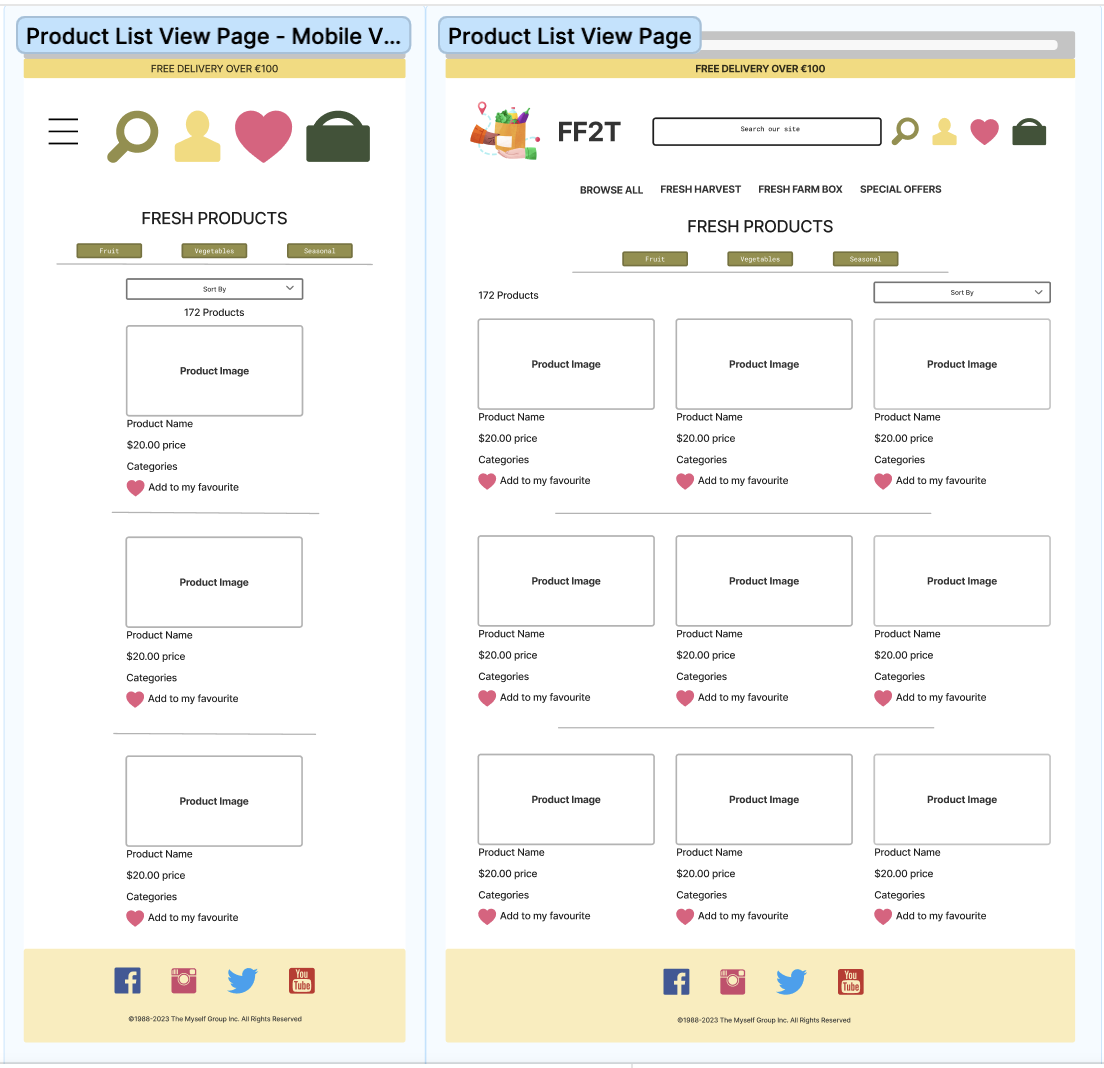 Product List View Page - Mobile V...
FREE DELIVERY OVER €100
FRESH PRODUCTS
Fruit Vegetables Seasonal
Sort By
172 Products
Product Image
Product Name
$20.00 price
Categories
Add to my favourite
Product Image
Product Name
$20.00 price
Categories
Add to my favourite
Product Image
Product Name
$20.00 price
Categories
Add to my favourite
You
Tube
©1988-2023 The Myself Group Inc. All Rights Reserved
Product List View Page
FREE DELIVERY OVER €100
FF2T
Search our site
BROWSE ALL FRESH HARVEST FRESH FARM BOX SPECIAL OFFERS
FRESH PRODUCTS
Fruit Vegetables Seasonal
172 Products Sort By
Product Image Product Image Product Image
Product Name Product Name Product Name
$20.00 price $20.00 price $20.00 price
Categories Categories Categories
Add to my favourite Add to my favourite Add to my favourite
Product Image Product Image Product Image
Product Name Product Name Product Name
$20.00 price $20.00 price $20.00 price
Categories Categories Categories
Add to my favourite Add to my favourite Add to my favourite
Product Image Product Image Product Image
Product Name Product Name Product Name
$20.00 price $20.00 price $20.00 price
Categories Categories Categories
Add to my favourite Add to my favourite Add to my favourite
You
Tube
©1988-2023 The Myself Group Inc. All Rights Reserved